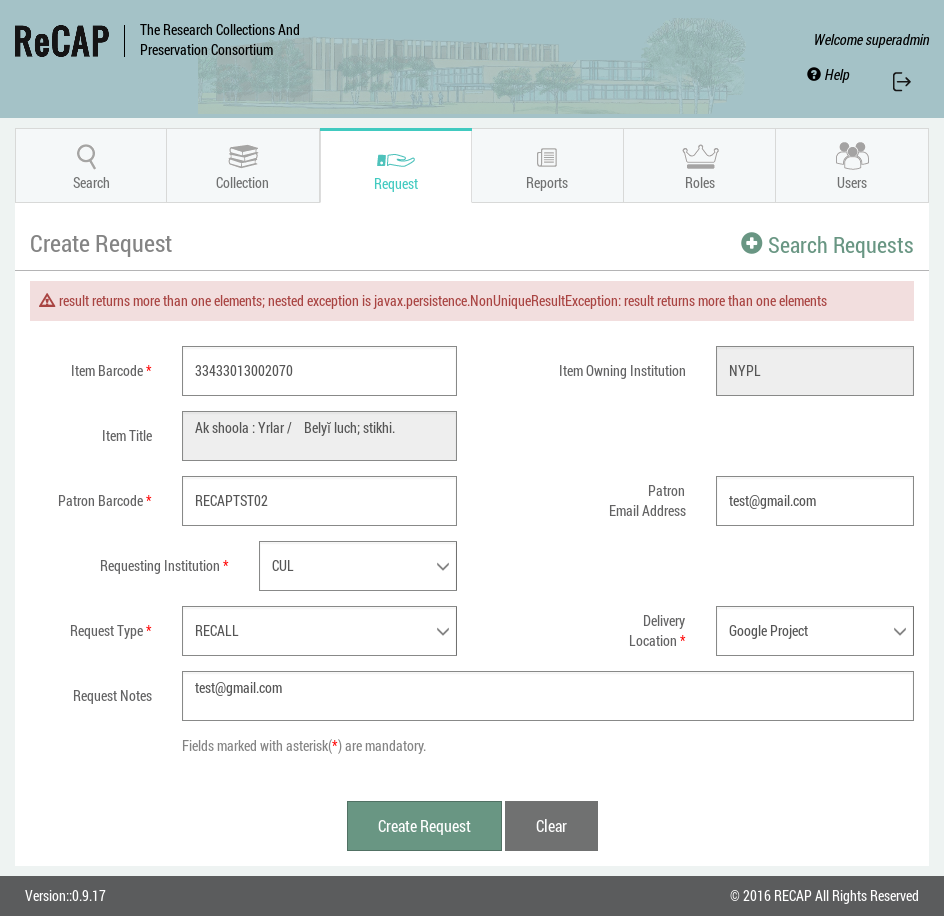 ReCAP
The Research Collections And
Preservation Consortium
Welcome superadmin
Help
Search
Collection
Request
Reports
Roles
Users
Create Request
Search Requests
result returns more than one elements; nested exception is javax.persistence.NonUniqueResultException: result returns more than one elements
Item Barcode *
33433013002070
Item Owning Institution
NYPL
Item Title
Ak shoola : Yrlar / Belyĭ luch; stikhi.
Patron Barcode *
RECAPTST02
Patron
Email Address
test@gmail.com
Requesting Institution *
CUL
Request Type *
RECALL
Delivery
Location *
Google Project
Request Notes
test@gmail.com
Fields marked with asterisk(*) are mandatory.
Create Request
Clear
Version::0.9.17
© 2016 RECAP All Rights Reserved